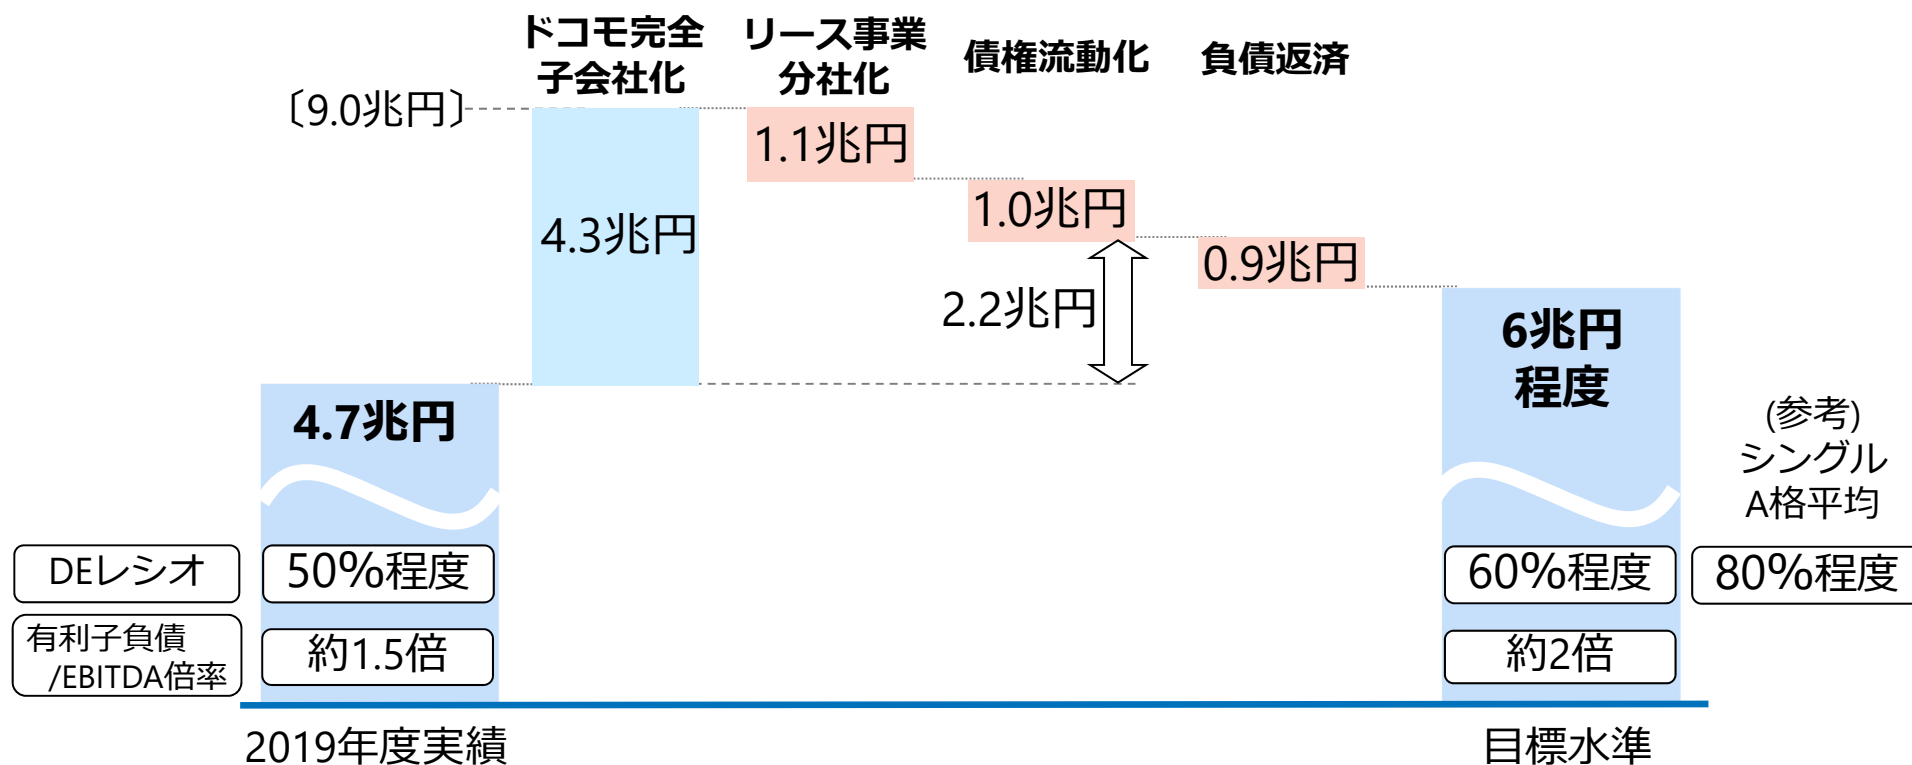 ドコモ完全
子会社化
リース事業
分社化
債権流動化
負債返済
〔9.0兆円〕
1.1兆円
1.0兆円
4.3兆円
0.9兆円
2.2兆円
6兆円
程度
4.7兆円
(参考)
シングル
A格平均
DEレシオ
50%程度
60%程度
80%程度
有利子負債
/EBITDA倍率
約1.5倍
約2倍
2019年度実績
目標水準